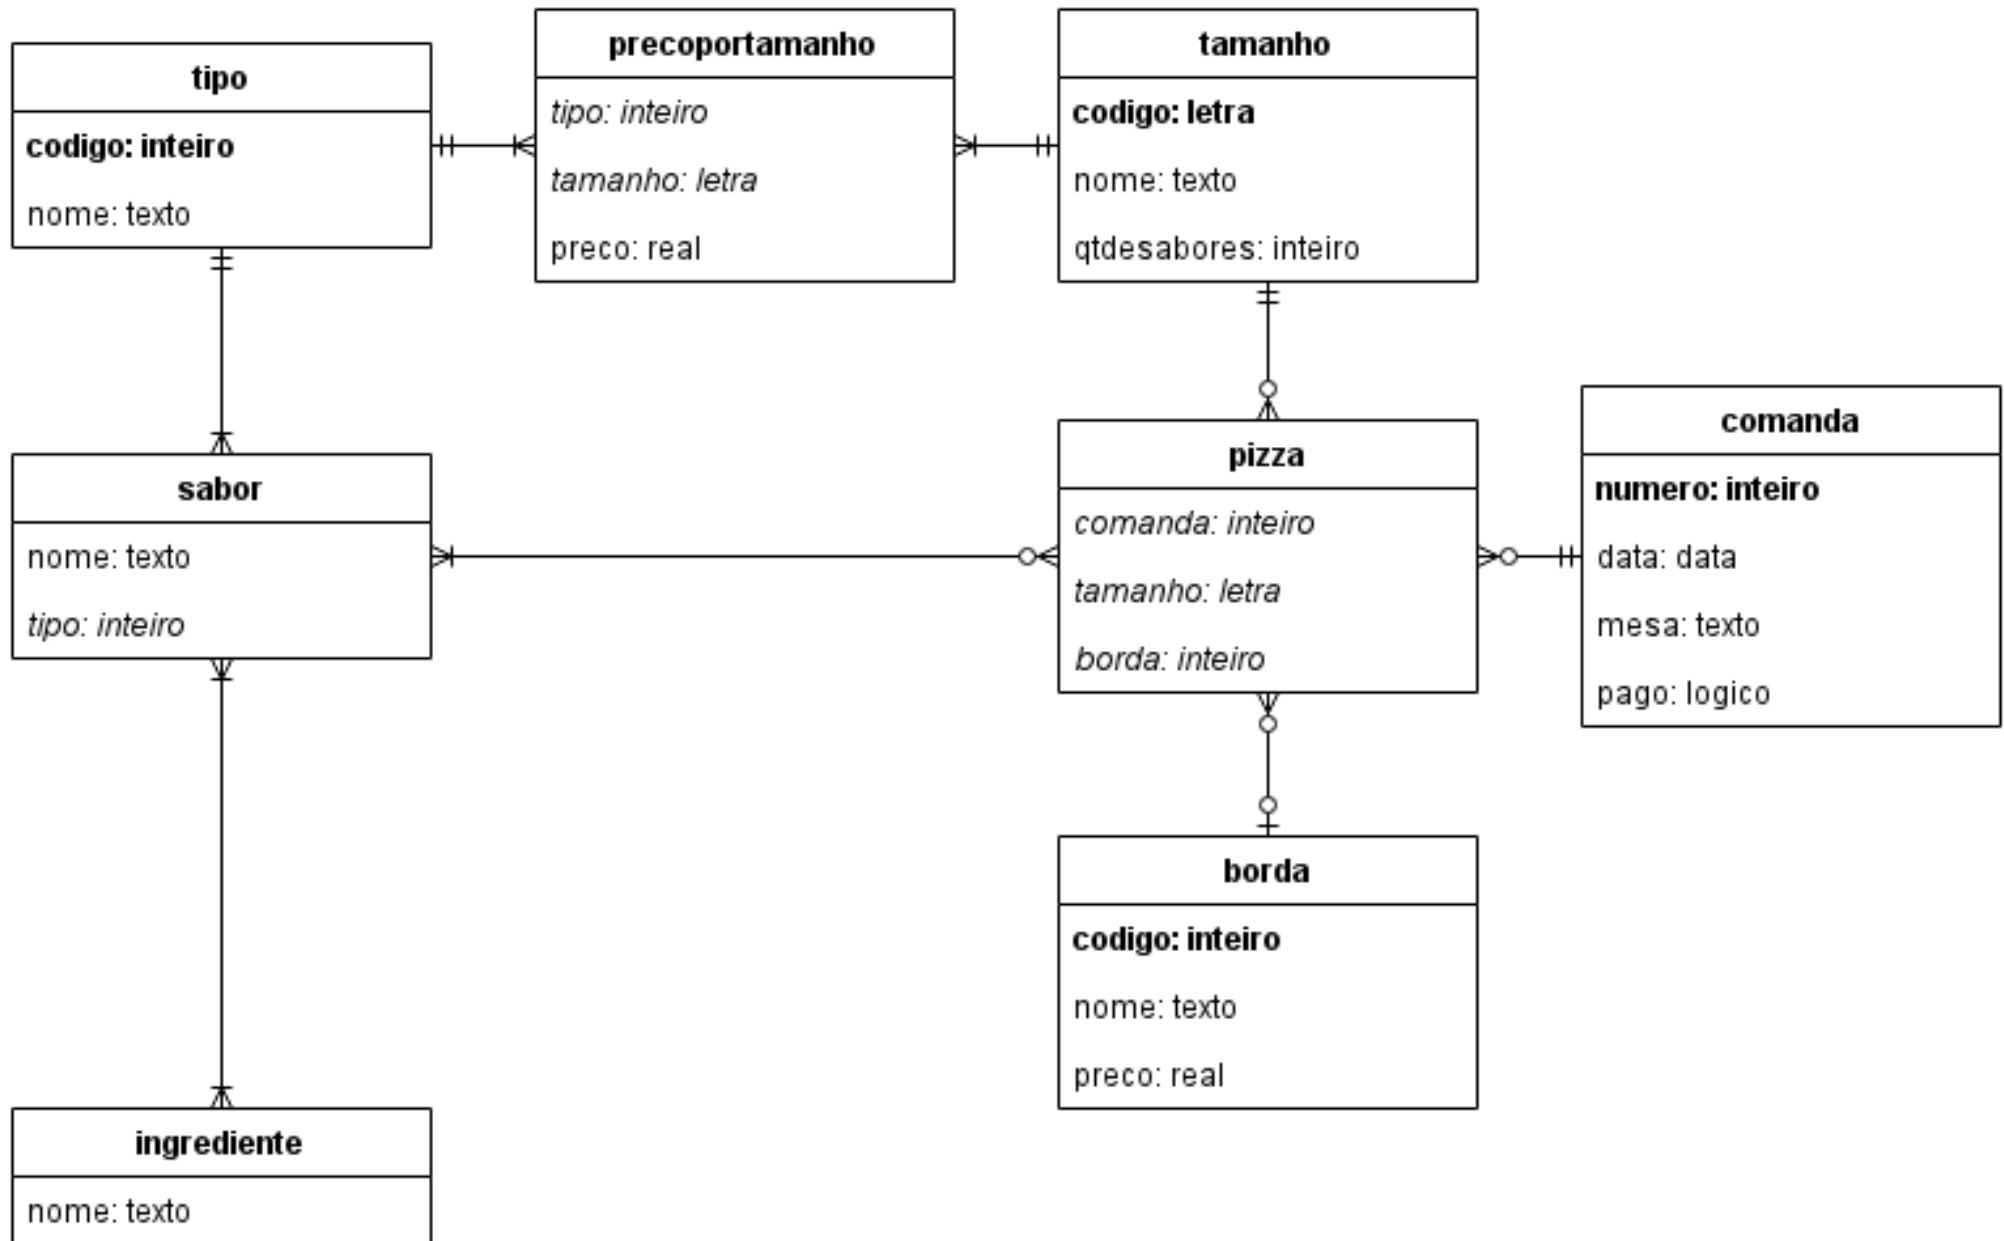 tipo
codigo: inteiro
nome: texto
precoportamanho
tipo: inteiro
tamanho: letra
preco: real
tamanho
codigo: letra
nome: texto
qtdesabores: inteiro
sabor
nome: texto
tipo: inteiro
pizza
comanda: inteiro
tamanho: letra
borda: inteiro
comanda
numero: inteiro
data: data
mesa: texto
pago: logico
borda
codigo: inteiro
nome: texto
preco: real
ingrediente
nome: texto